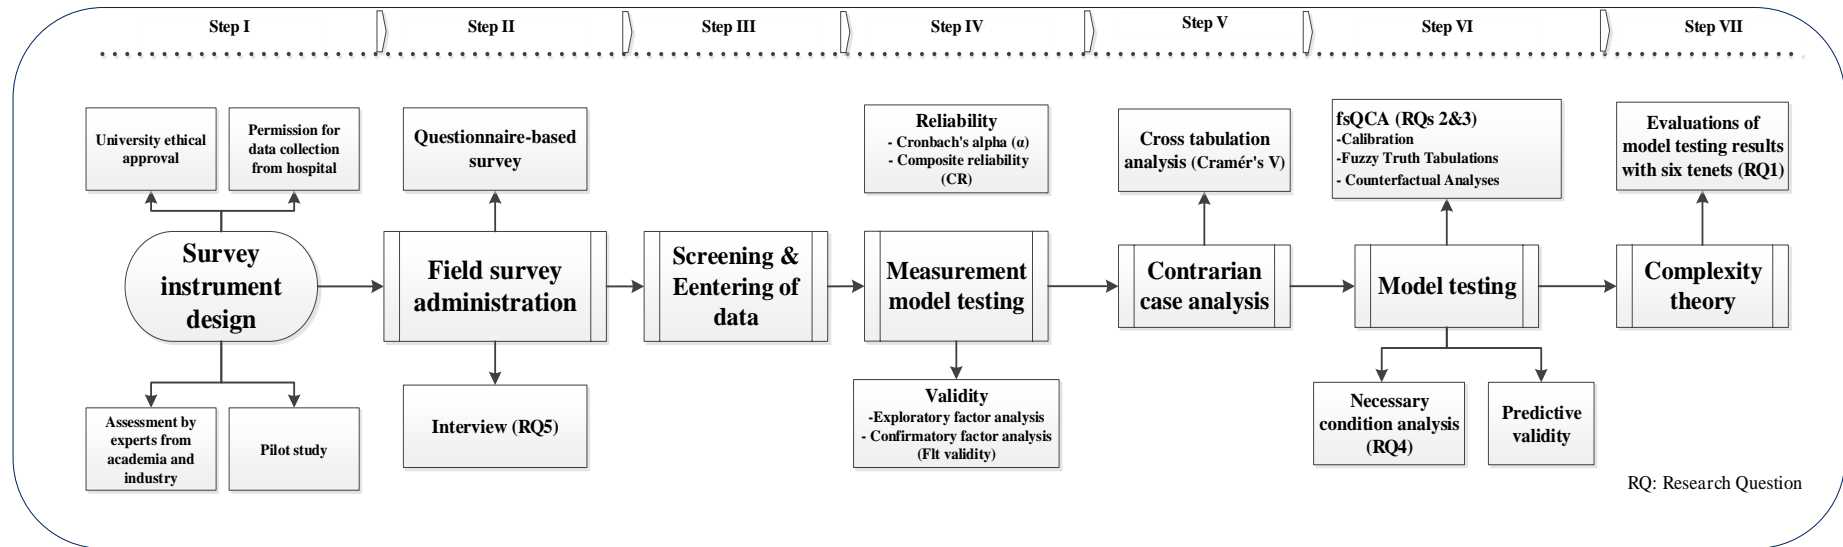 Step I
Step II
Step III
Step IV
Step V
Step VI
Step VII
University ethical
approval
Permission for
data collection
from hospital
Questionnaire-based
survey
Reliability
- Cronbach's alpha (α)
- Composite reliability
(CR)
Cross tabulation
analysis (Cramér's V)
fsQCA (RQs 2&3)
-Calibration
-Fuzzy Truth Tabulations
- Counterfactual Analyses
Evaluations of
model testing results
with six tenets (RQ1)
Survey
instrument
design
Field survey
administration
Screening &
Eentering of
data
Measurement
model testing
Contrarian
case analysis
Model testing
Complexity
theory
Assessment by
experts from
academia and
industry
Pilot study
Interview (RQ5)
Validity
-Exploratory factor analysis
- Confirmatory factor analysis
(FIt validity)
Necessary
condition analysis
(RQ4)
Predictive
validity
RQ: Research Question